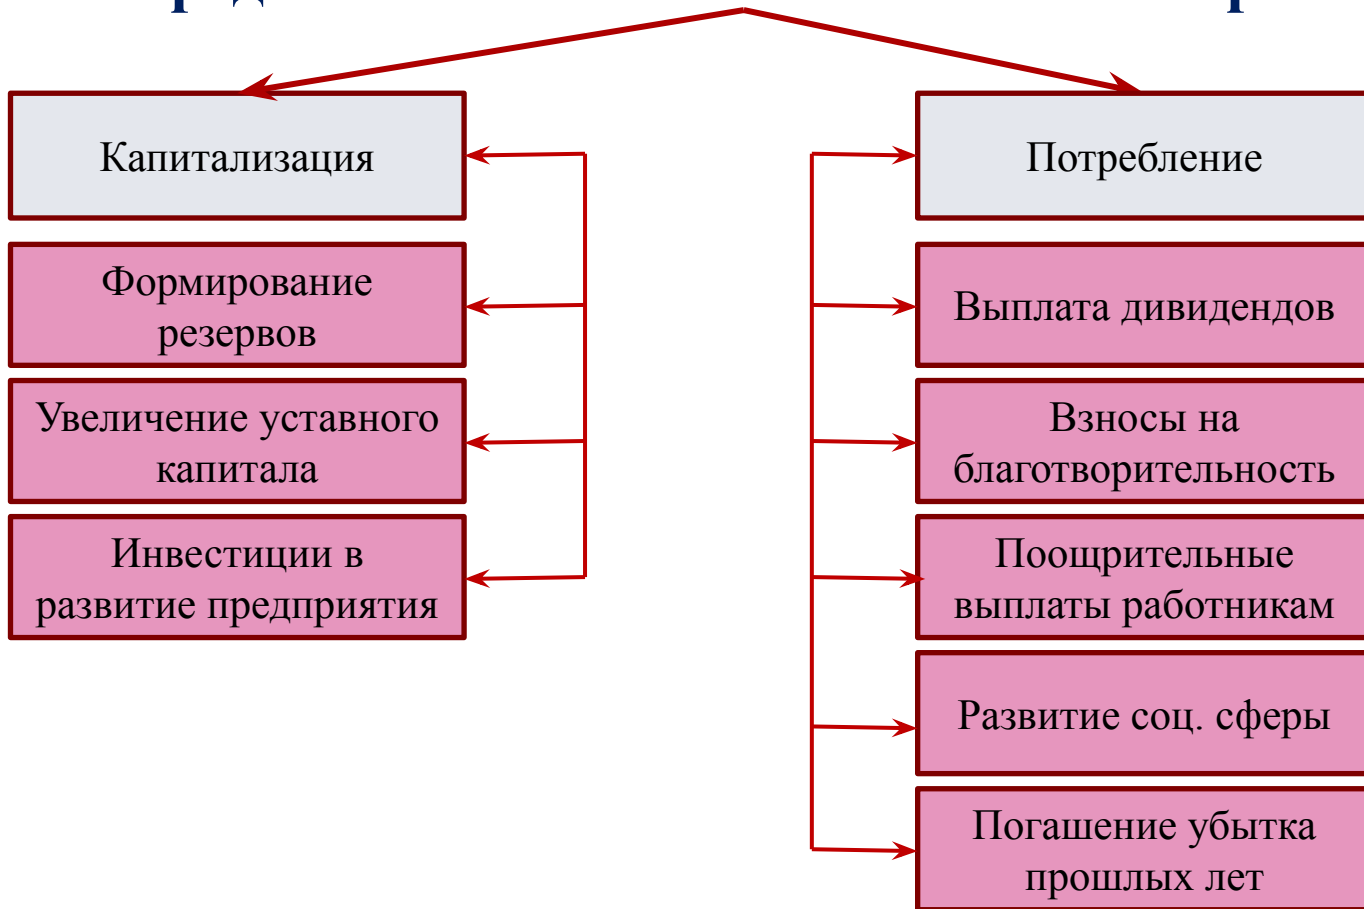 Капитализация
Формирование
резервов
Увеличение уставного
капитала
Инвестиции в
развитие предприятия
Потребление
Выплата дивидендов
Взносы на
благотворительность
Поощрительные
выплаты работникам
Развитие соц. сферы
Погашение убытка
прошлых лет